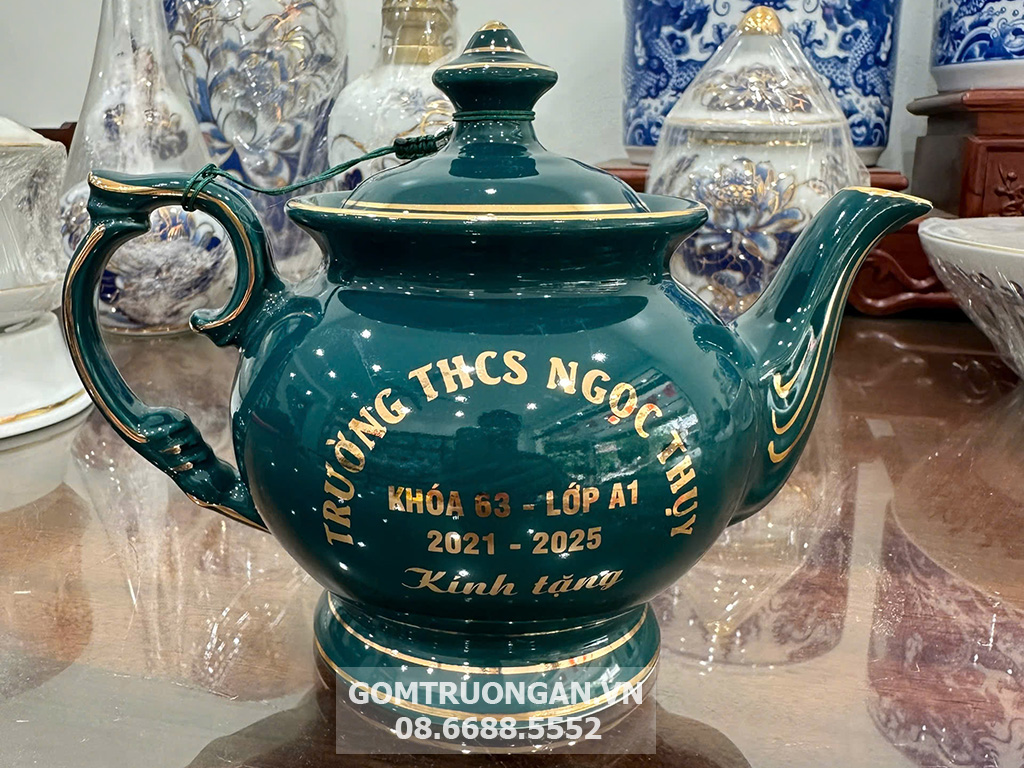 TRƯỜNG THCS NGỌC THỤY
KHÓA 63 - LỚP A1
2021 - 2025
Kính tặng
GOMTRUONGAN.VN
08.6688.5552